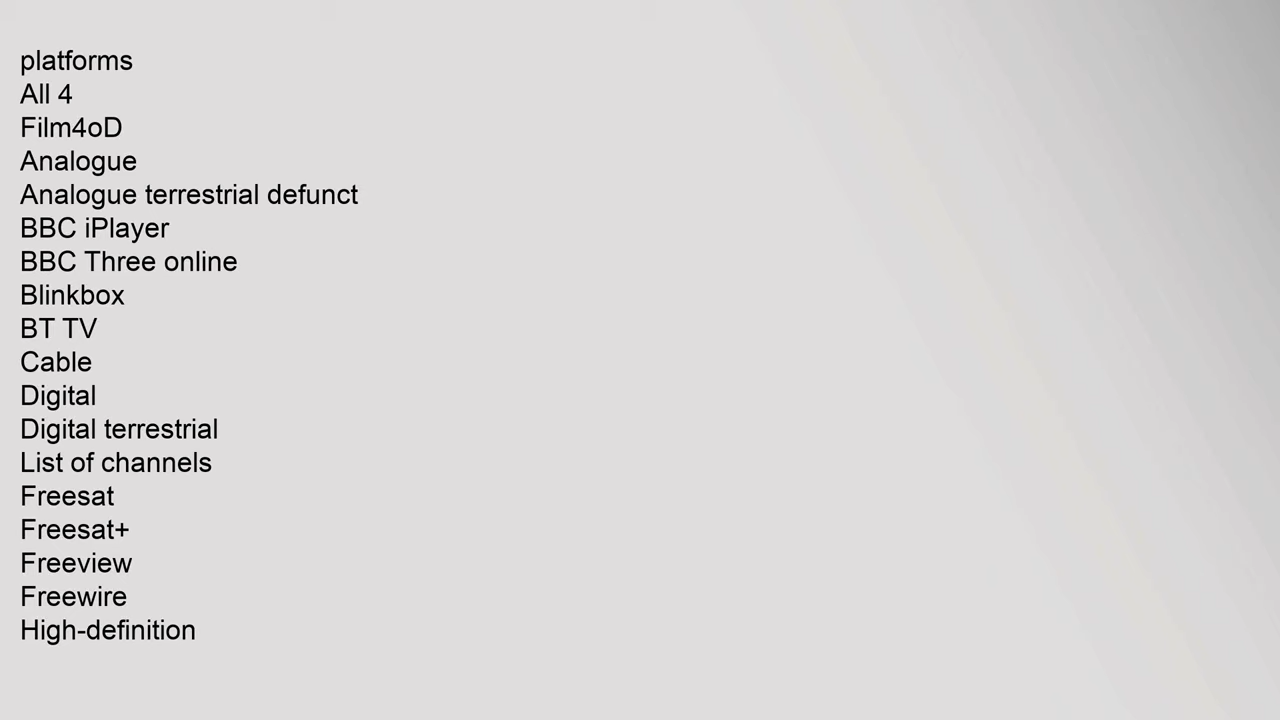 platforms
All 4
Film4oD
Analogue
Analogue terrestrial defunct
BBC iPlayer
BBC Three online
Blinkbox
BT TV
Cable
Digital
Digital terrestrial
List of channels
Freesat
Freesat+
Freeview
Freewire
High-definition